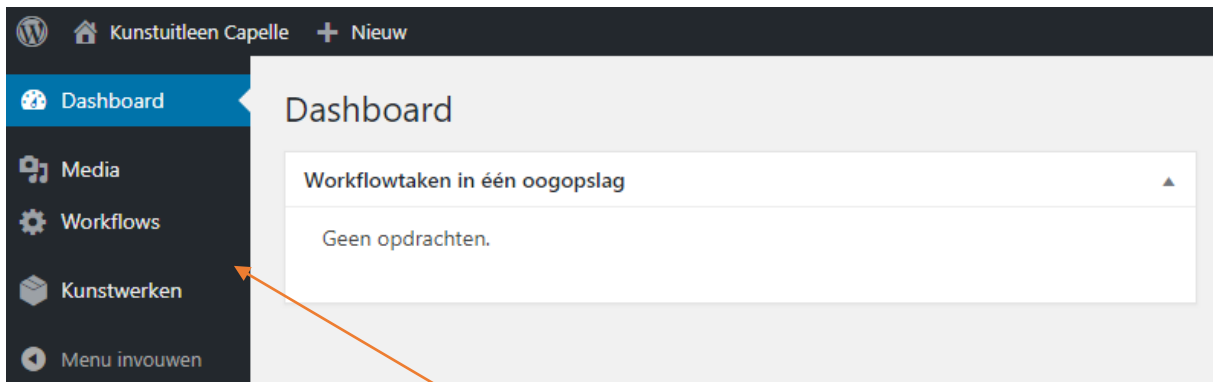 Kunstuitleen Capelle + Nieuw
Dashboard
Media
Workflows
Kunstwerken
Menu invouwen
Dashboard
Workflowtaken in één oogopslag
Geen opdrachten.